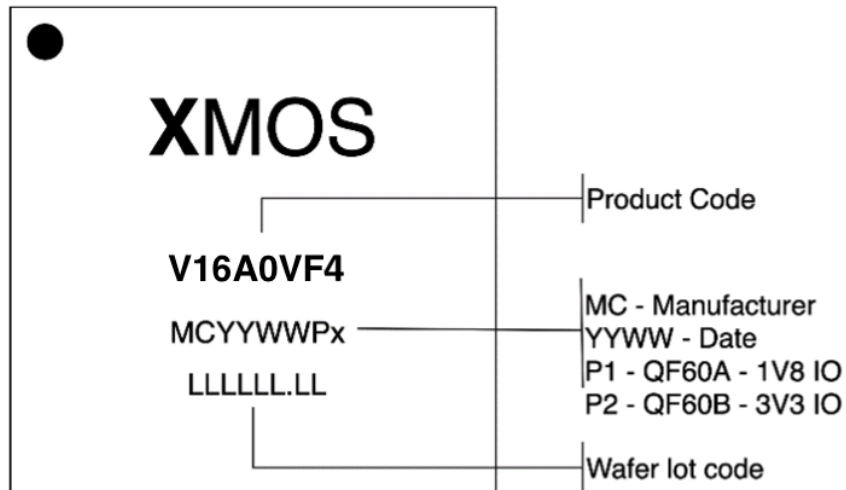 XMOS
Product Code
V16A0VF4
MCYYWWPx
MC - Manufacturer
YYWW - Date
P1 - QF60A - 1V8 IO
P2 - QF60B - 3V3 IO
LLLLLL.LL
Wafer lot code